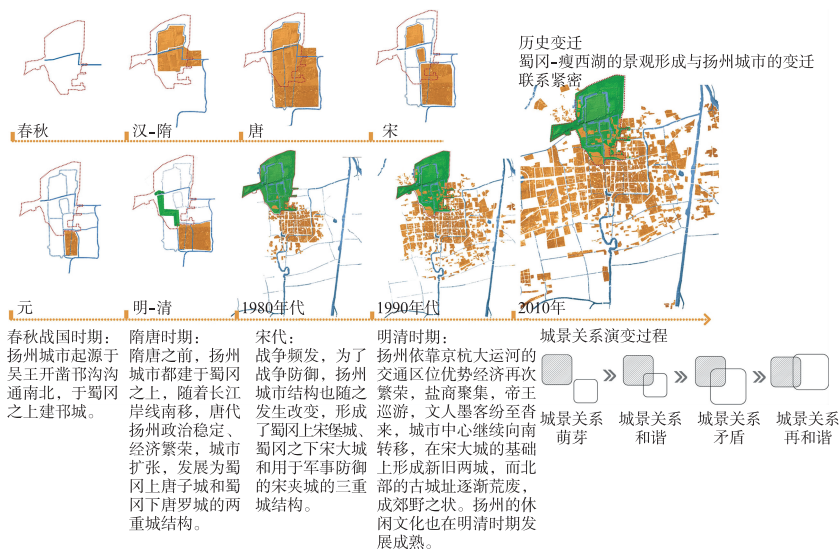 历史变迁
蜀冈-瘦西湖的景观形成与扬州城市的变迁
联系紧密
春秋
汉-隋
唐
宋
元
明-清
1980年代
1990年代
2010年
春秋战国时期：
扬州城市起源于
吴王开凿邗沟沟
通南北，于蜀冈
之上建邗城。
隋唐时期：
隋唐之前，扬州
城市都建于蜀冈
之上，随着长江
岸线南移，唐代
扬州政治稳定、
经济繁荣，城市
扩张，发展为蜀
冈上唐子城和蜀
冈下唐罗城的两
重城结构。
宋代：
战争频发，为了
战争防御，扬州
城市结构也随之
发生改变，形成
了蜀冈上宋堡城、
蜀冈之下宋大城
和用于军事防御
的宋夹城的三重
城结构。
明清时期：
扬州依靠京杭大运河的
交通区位优势经济再次
繁荣，盐商聚集，帝王
巡游，文人墨客纷至沓
来，城市中心继续向南
转移，在宋大城的基础
上形成新旧两城，而北
部的古城址逐渐荒废，
成郊野之状。扬州的休
闲文化也在明清时期发
展成熟。
城景关系演变过程
城景关系
萌芽
城景关系
和谐
城景关系
矛盾
城景关系
再和谐